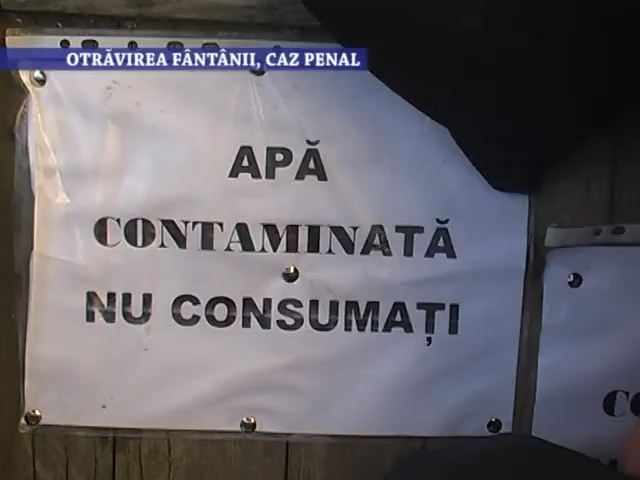 OTRĂVIREA FÂNTÂNII, CAZ PENAL
APĂ
CONTAMINATĂ
NU CONSUMAȚI